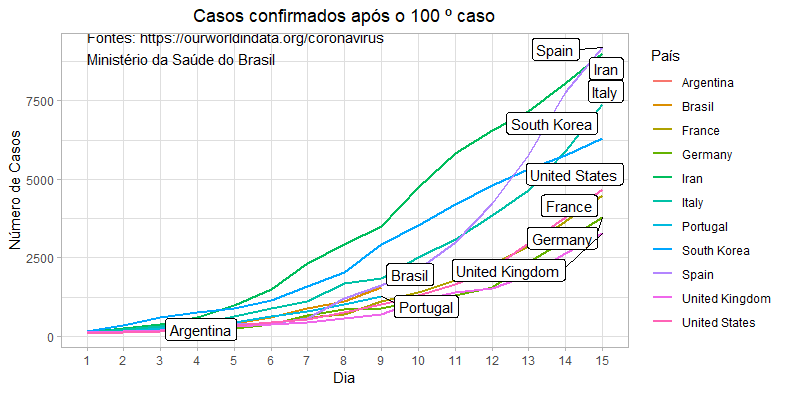 Casos confirmados após o 100 º caso
Fontes: https://ourworldindata.org/coronavirus
Ministério da Saúde do Brasil
Número de Casos
7500
5000
2500
0
Spain
Iran
Italy
South Korea
United States
France
Germany
United Kingdom
Brasil
Portugal
Argentina
1 2 3 4 5 6 7 8 9 10 11 12 13 14 15
Dia
País
Argentina
Brasil
France
Germany
Iran
Italy
Portugal
South Korea
Spain
United Kingdom
United States